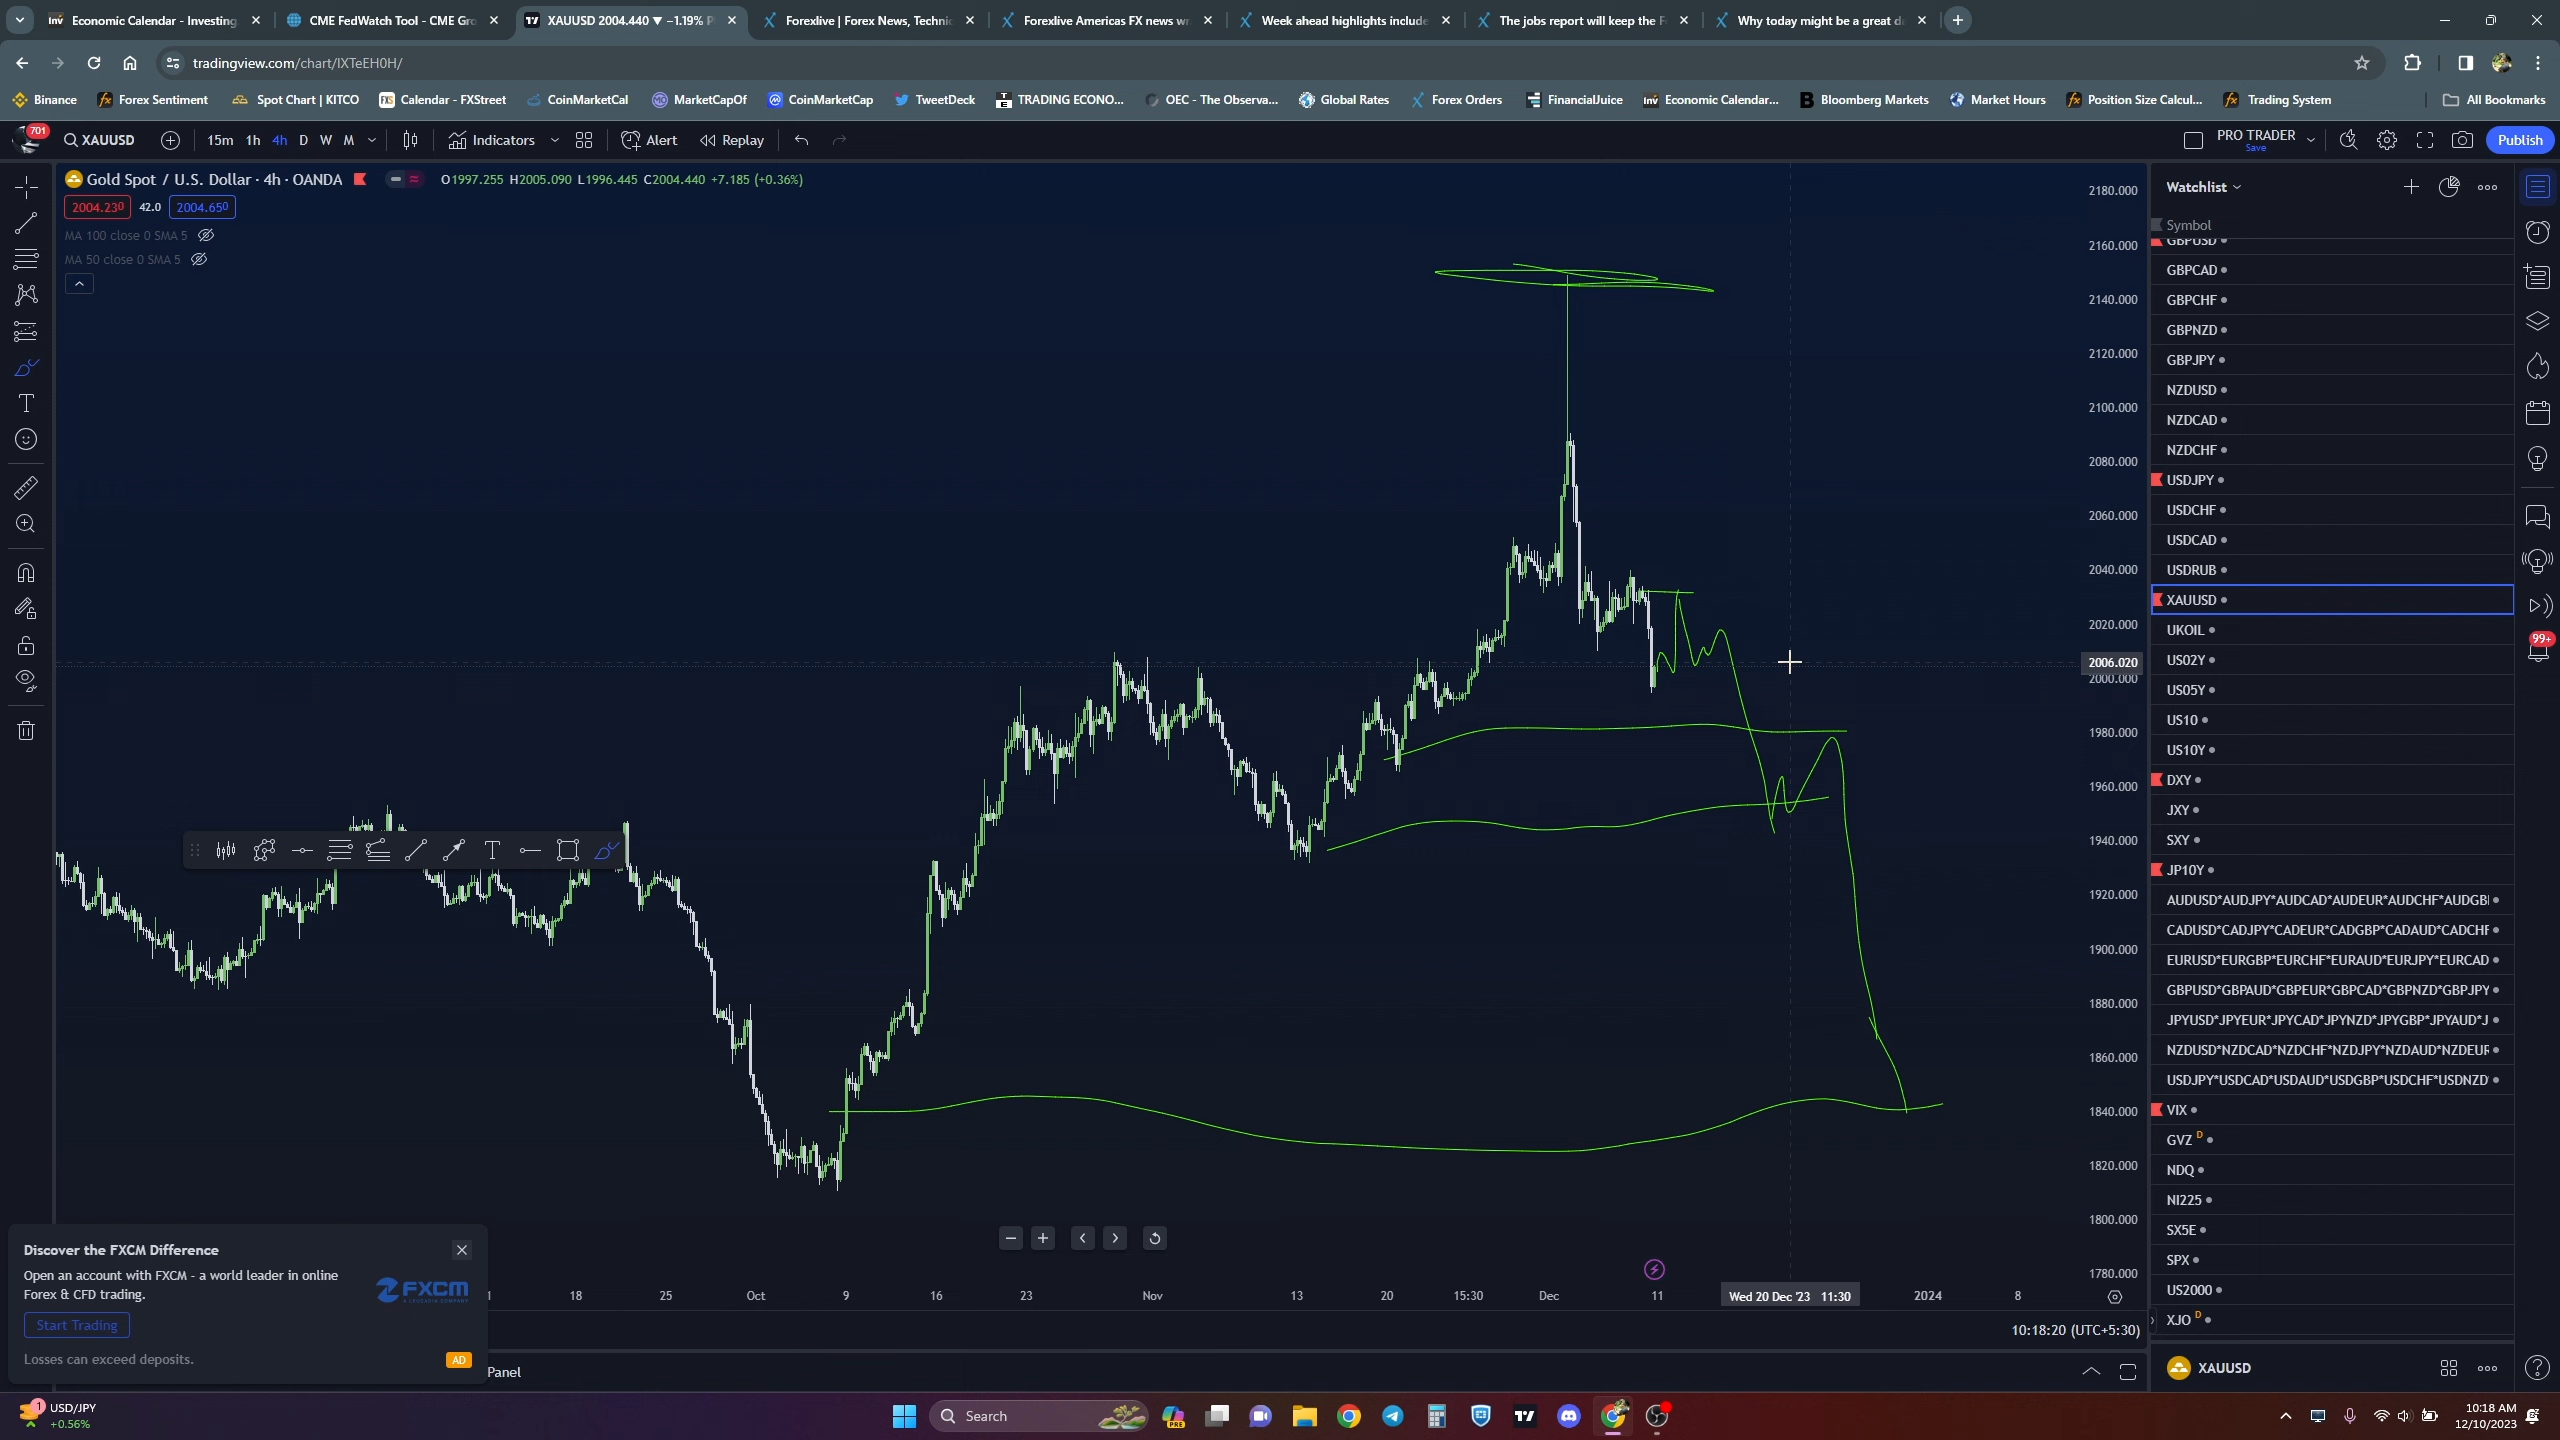 Economic Calendar - Investing
CME FedWatch Tool - CME Gro
XAUUSD 2004.440 ▼ −1.19% P
Forexlive | Forex News, Technic
Forexlive Americas FX news wr
Week ahead highlights include
The jobs report will keep the F
Why today might be a great d
tradingview.com/chart/IXTeEH0H/
Binance
Forex Sentiment
Spot Chart | KITCO
Calendar - FXStreet
CoinMarketCal
MarketCapOf
CoinMarketCap
TweetDeck
TRADING ECONO...
OEC - The Observa...
Global Rates
Forex Orders
FinancialJuice
Economic Calendar...
Bloomberg Markets
Market Hours
Position Size Calcul...
Trading System
All Bookmarks
701
XAUUSD
15m 1h 4h D W M
Indicators
Alert
Replay
PRO TRADER
Save
Publish
Gold Spot / U.S. Dollar · 4h · OANDA
O1997.255 H2005.090 L1996.445 C2004.440 +7.185 (+0.36%)
2004.230 42.0 2004.650
MA 100 close 0 SMA 5
MA 50 close 0 SMA 5
2180.000
2160.000
2140.000
2120.000
2100.000
2080.000
2060.000
2040.000
2020.000
2006.020
2000.000
1980.000
1960.000
1940.000
1920.000
1900.000
1880.000
1860.000
1840.000
1820.000
1800.000
1780.000
Watchlist
Symbol
GBPUSD
GBPCAD
GBPCHF
GBPNZD
GBPJPY
NZDUSD
NZDCAD
NZDCHF
USDJPY
USDCHF
USDCAD
USDRUB
XAUUSD
UKOIL
US02Y
US05Y
US10
US10Y
DXY
JXY
SXY
JP10Y
AUDUSD*AUDJPY*AUDCAD*AUDEUR*AUDCHF*AUDGBI
CADUSD*CADJPY*CADEUR*CADGBP*CADAUD*CADCHF
EURUSD*EURGBP*EURCHF*EURAUD*EURJPY*EURCAD
GBPUSD*GBPAUD*GBPEUR*GBPCAD*GBPNZD*GBPJPY
JPYUSD*JPYEUR*JPYCAD*JPYNZD*JPYGBP*JPYAUD*J
NZDUSD*NZDCAD*NZDCHF*NZDJPY*NZDAUD*NZDEUR
USDJPY*USDCAD*USDAUD*USDGBP*USDCHF*USDNZD
VIX
GVZ D
NDQ
NI225
SX5E
SPX
US2000
XJO D
99+
Discover the FXCM Difference
Open an account with FXCM - a world leader in online
Forex & CFD trading.
FXCM
Start Trading
Losses can exceed deposits.
AD
18 25 Oct 9 16 23 Nov 13 20 15:30 Dec 11 Wed 20 Dec '23 11:30 2024 8
10:18:20 (UTC+5:30)
Panel
XAUUSD
1
USD/JPY
+0.56%
Search
PRE
10:18 AM
12/10/2023